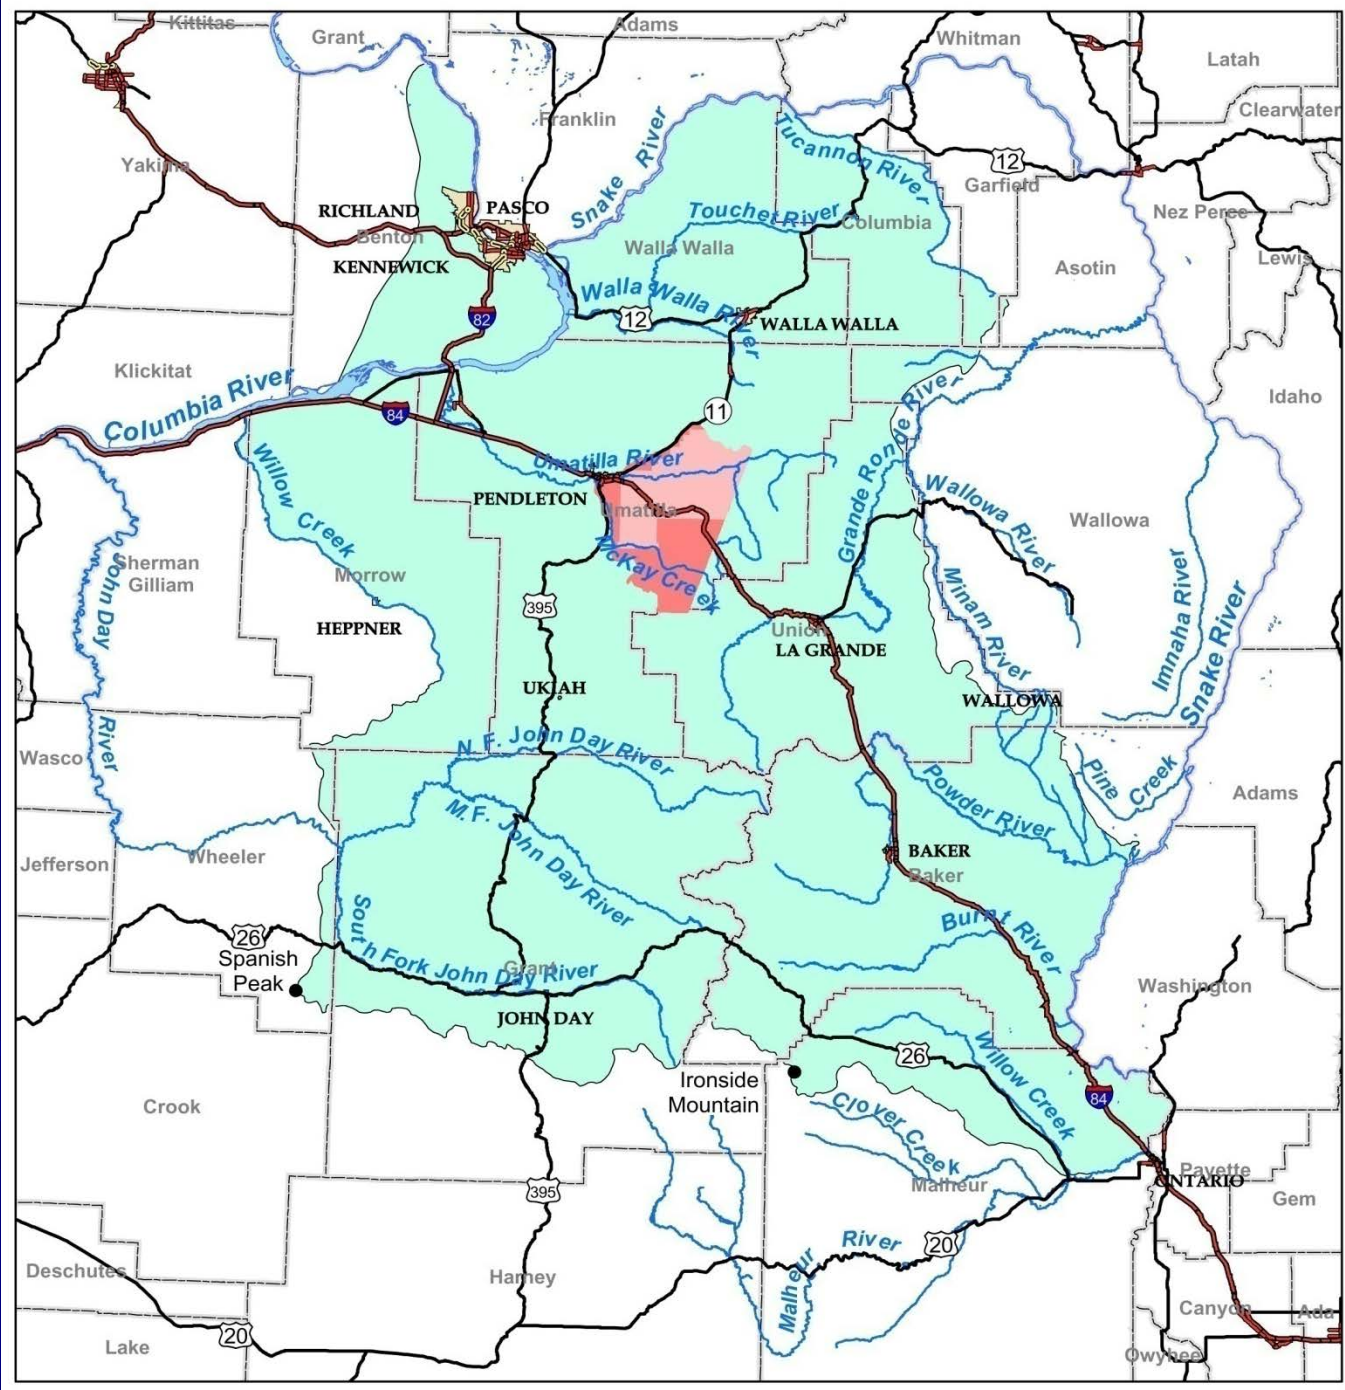 Kittitas
Grant
Adams
Whitman
Latah
Clearwater
Franklin
Snake River
Tucannon River
12
Garfield
Yakima
RICHLAND
PASCO
Benton
KENNEWICK
Touchet River
Columbia
Walla Walla
Nez Perce
Lewis
Asotin
Walla Walla River
82
12
WALLA WALLA
Klickitat
Columbia River
84
11
Idaho
Grande Ronde River
Willow Creek
Umatilla River
PENDLETON
Umatilla
Wallowa River
Wallowa
McKay Creek
Sherman
Gilliam
John Day
River
Morrow
HEPPNER
395
Union
LA GRANDE
Minam River
Imnaha River
Snake River
UKIAH
WALLOWA
N. F. John Day River
Wasco
Pine Creek
Powder River
Adams
M.F. John Day River
Jefferson
Wheeler
BAKER
Baker
Burnt River
26
Spanish
Peak
South Fork John Day River
Grant
JOHN DAY
Washington
26
Willow Creek
Ironside
Mountain
84
Crook
Clover Creek
Malheur
Payette
ONTARIO
Gem
395
Malheur River
20
Deschutes
Harney
Canyon
Ada
20
Lake
Owyhee